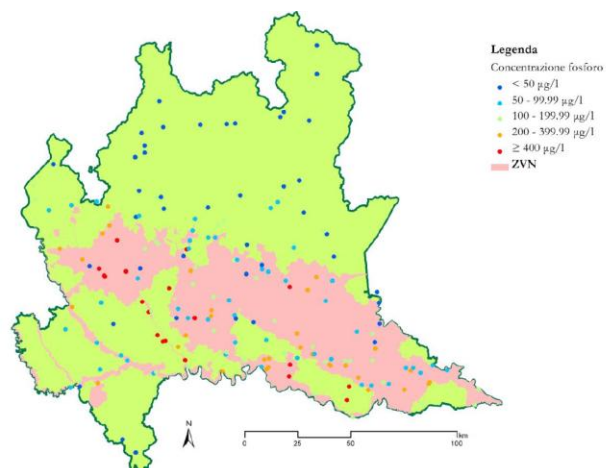 Legenda
Concentrazione fosforo
< 50 µg/l
50 - 99.99 µg/l
100 - 199.99 µg/l
200 - 399.99 µg/l
≥ 400 µg/l
ZVN
N
km
0 25 50 100